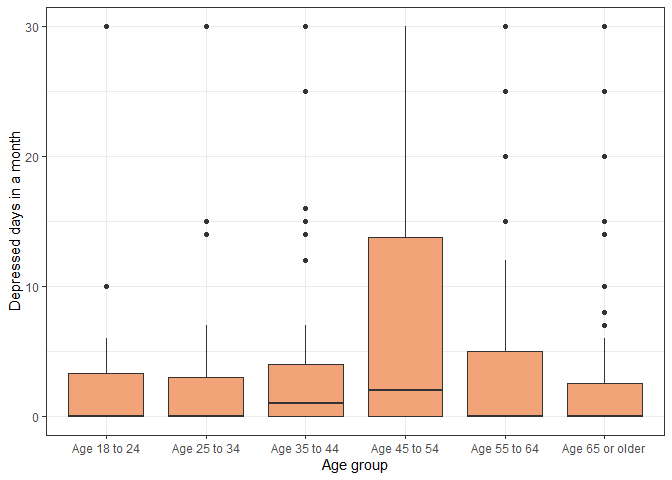 30
20
10
0
Depressed days in a month
Age 18 to 24 Age 25 to 34 Age 35 to 44 Age 45 to 54 Age 55 to 64 Age 65 or older
Age group